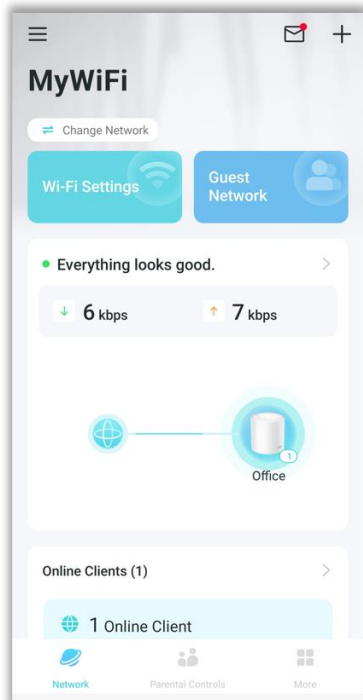 MyWiFi
Change Network
Wi-Fi Settings
Guest
Network
Everything looks good.
6 kbps
7 kbps
1
Office
Online Clients (1)
1 Online Client
Network
Parental Controls
More